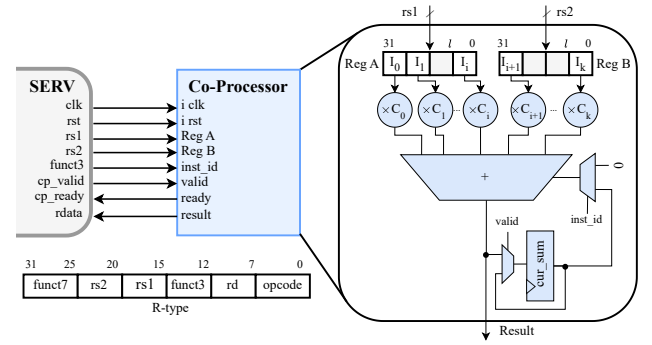 rs1 rs2
31 l 0 31 l 0
Reg A I0 I1 Ii Ii+1 Ik Reg B
×C0 ×C1 ... ×Ci ×Ci+1 ... ×Ck
+
0
inst_id
valid
cur_sum
Result
SERV
clk
rst
rs1
rs2
funct3
cp_valid
cp_ready
rdata
Co-Processor
i clk
i rst
Reg A
Reg B
inst_id
valid
ready
result
31 25 20 15 12 7 0
funct7 rs2 rs1 funct3 rd opcode
R-type